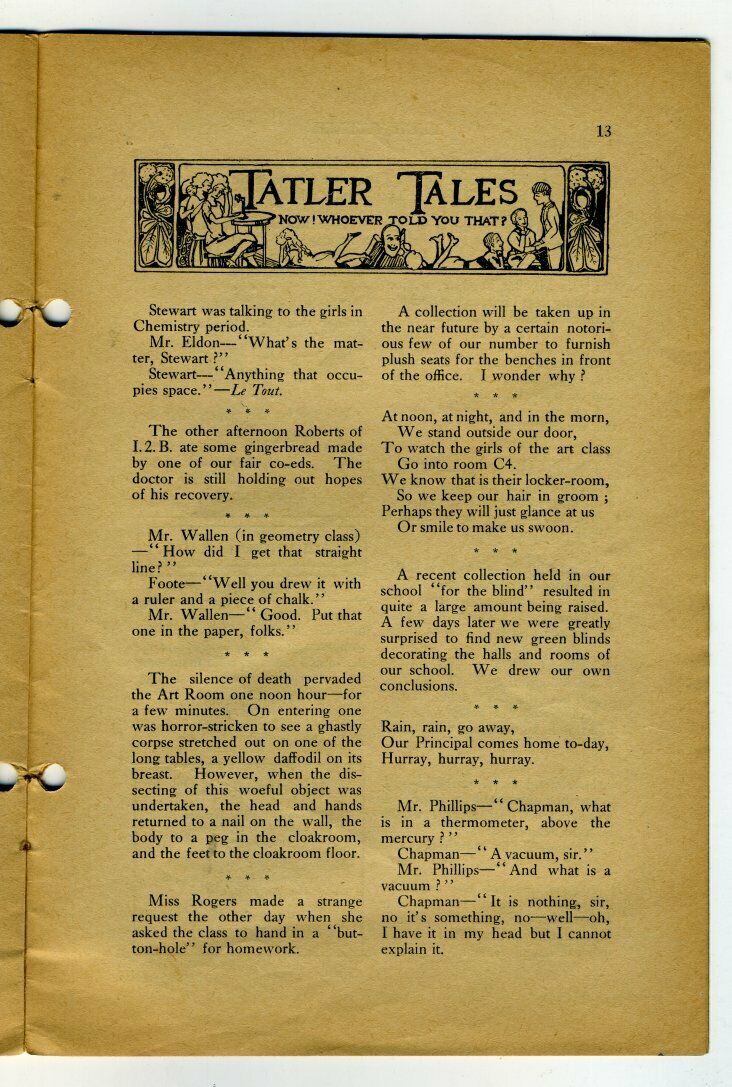 13
TATLER TALES
NOW! WHOEVER TOLD YOU THAT?
Stewart was talking to the girls in
Chemistry period.
Mr. Eldon—"What's the mat-
ter, Stewart?"
Stewart—"Anything that occu-
pies space."—Le Tout.
* * *
The other afternoon Roberts of
I.2.B. ate some gingerbread made
by one of our fair co-eds. The
doctor is still holding out hopes
of his recovery.
* * *
Mr. Wallen (in geometry class)
—"How did I get that straight
line?"
Foote—"Well you drew it with
a ruler and a piece of chalk."
Mr. Wallen—"Good. Put that
one in the paper, folks."
* * *
The silence of death pervaded
the Art Room one noon hour—for
a few minutes. On entering one
was horror-stricken to see a ghastly
corpse stretched out on one of the
long tables, a yellow daffodil on its
breast. However, when the dis-
secting of this woeful object was
undertaken, the head and hands
returned to a nail on the wall, the
body to a peg in the cloakroom,
and the feet to the cloakroom floor.
* * *
Miss Rogers made a strange
request the other day when she
asked the class to hand in a "but-
ton-hole" for homework.
A collection will be taken up in
the near future by a certain notori-
ous few of our number to furnish
plush seats for the benches in front
of the office. I wonder why?
* * *
At noon, at night, and in the morn,
We stand outside our door,
To watch the girls of the art class
Go into room C4.
We know that is their locker-room,
So we keep our hair in groom;
Perhaps they will just glance at us
Or smile to make us swoon.
* * *
A recent collection held in our
school "for the blind" resulted in
quite a large amount being raised.
A few days later we were greatly
surprised to find new green blinds
decorating the halls and rooms of
our school. We drew our own
conclusions.
* * *
Rain, rain, go away,
Our Principal comes home to-day,
Hurray, hurray, hurray.
* * *
Mr. Phillips—"Chapman, what
is in a thermometer, above the
mercury?"
Chapman—"A vacuum, sir."
Mr. Phillips—"And what is a
vacuum?"
Chapman—"It is nothing, sir,
no it's something, no—well—oh,
I have it in my head but I cannot
explain it.